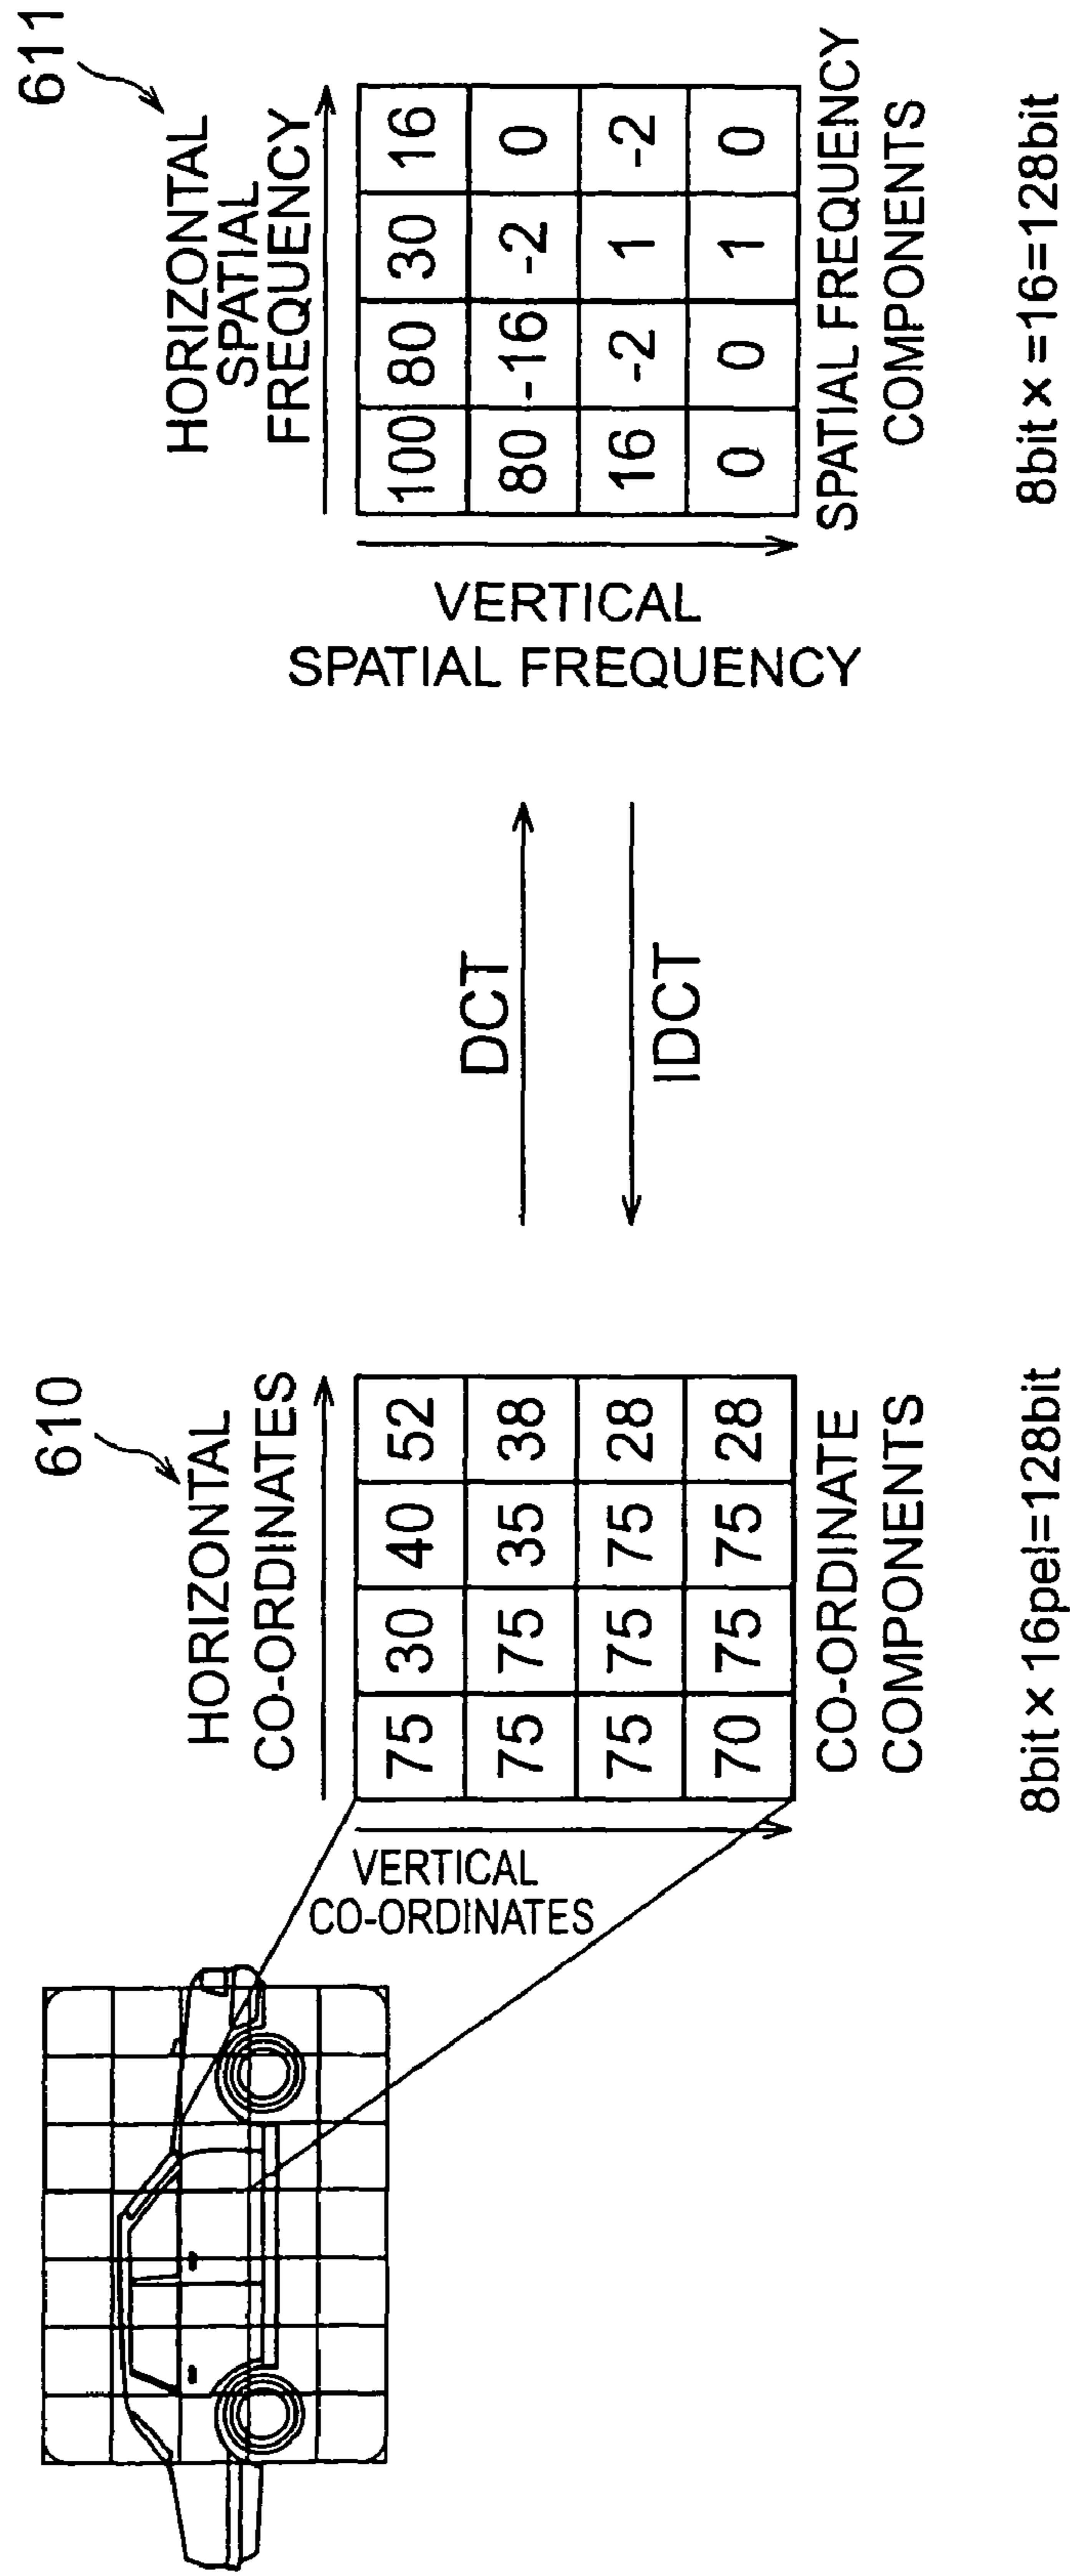 610
HORIZONTAL
CO-ORDINATES
VERTICAL
CO-ORDINATES
75 30 40 52
75 75 35 38
75 75 75 28
70 75 75 28
CO-ORDINATE
COMPONENTS
8bit × 16pel=128bit
DCT
IDCT
611
HORIZONTAL
SPATIAL
FREQUENCY
VERTICAL
SPATIAL FREQUENCY
100 80 30 16
80 -16 -2 0
16 -2 1 -2
0 0 1 0
SPATIAL FREQUENCY
COMPONENTS
8bit × =16=128bit